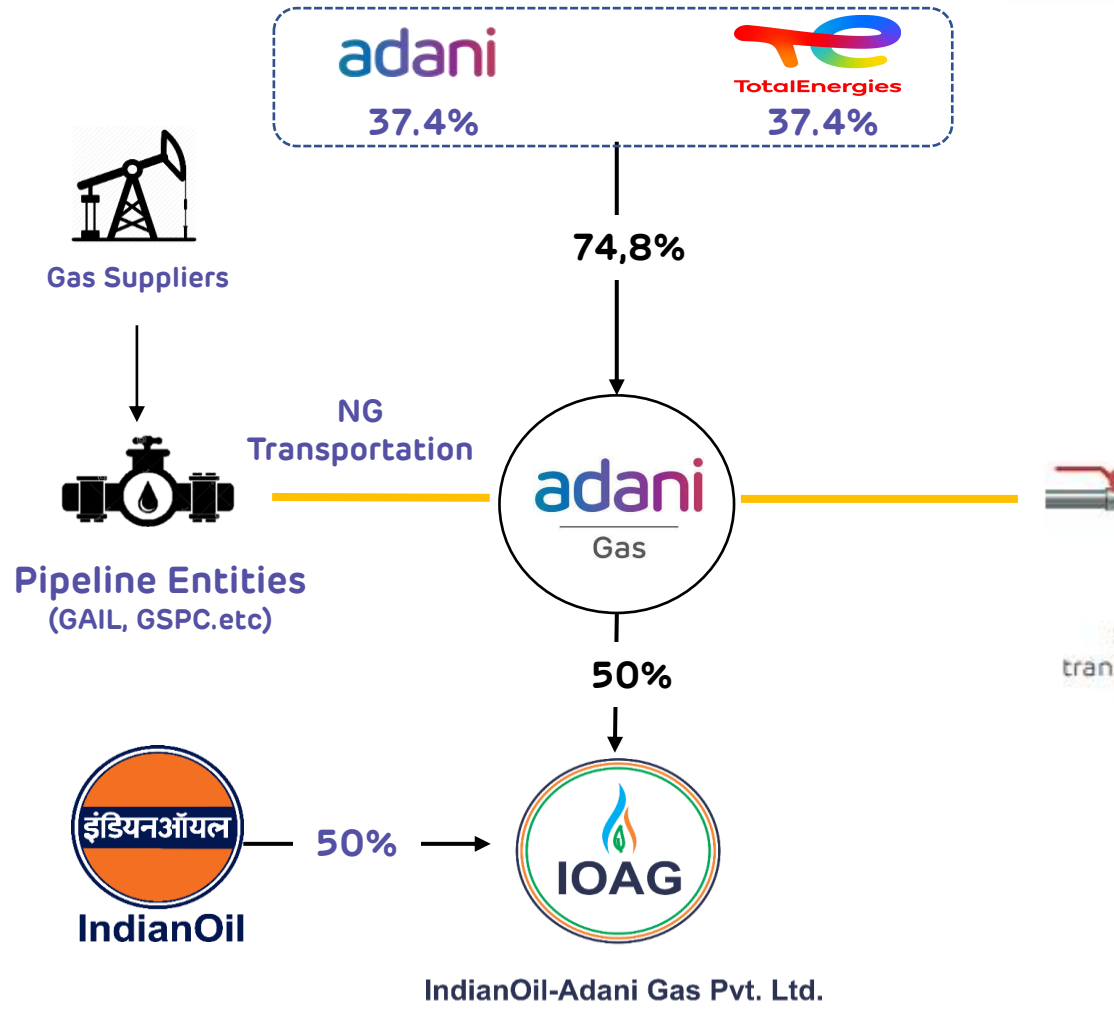 adani
TotalEnergies
37.4%
37.4%
74,8%
Gas Suppliers
NG
Transportation
adani
Gas
Pipeline Entities
(GAIL, GSPC.etc)
50%
इंडियनऑयल
IndianOil
50%
IOAG
IndianOil-Adani Gas Pvt. Ltd.